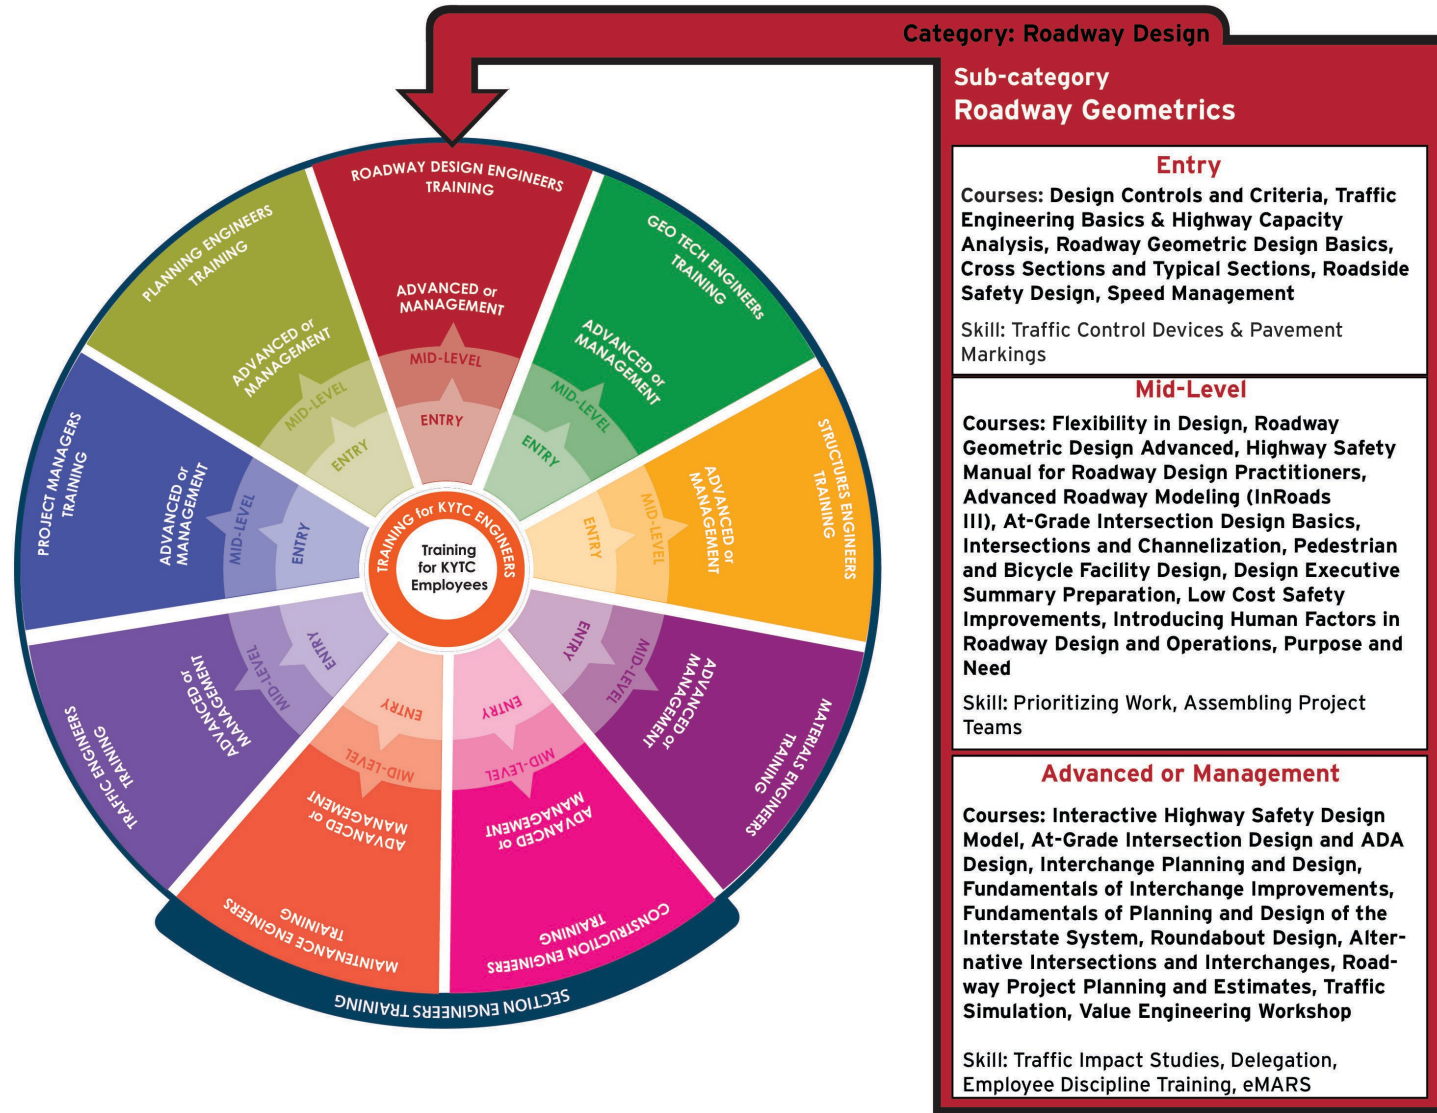 Category: Roadway Design
Sub-category
Roadway Geometrics
Entry
Courses: Design Controls and Criteria, Traffic
Engineering Basics & Highway Capacity
Analysis, Roadway Geometric Design Basics,
Cross Sections and Typical Sections, Roadside
Safety Design, Speed Management
Skill: Traffic Control Devices & Pavement
Markings
Mid-Level
Courses: Flexibility in Design, Roadway
Geometric Design Advanced, Highway Safety
Manual for Roadway Design Practitioners,
Advanced Roadway Modeling (InRoads
III), At-Grade Intersection Design Basics,
Intersections and Channelization, Pedestrian
and Bicycle Facility Design, Design Executive
Summary Preparation, Low Cost Safety
Improvements, Introducing Human Factors in
Roadway Design and Operations, Purpose and
Need
Skill: Prioritizing Work, Assembling Project
Teams
Advanced or Management
Courses: Interactive Highway Safety Design
Model, At-Grade Intersection Design and ADA
Design, Interchange Planning and Design,
Fundamentals of Interchange Improvements,
Fundamentals of Planning and Design of the
Interstate System, Roundabout Design, Alter-
native Intersections and Interchanges, Road-
way Project Planning and Estimates, Traffic
Simulation, Value Engineering Workshop
Skill: Traffic Impact Studies, Delegation,
Employee Discipline Training, eMARS
ROADWAY DESIGN ENGINEERS
TRAINING
ADVANCED or
MANAGEMENT
MID-LEVEL
ENTRY
GEO TECH ENGINEERs
TRAINING
ADVANCED or
MANAGEMENT
MID-LEVEL
ENTRY
STRUCTURES ENGINEERS
TRAINING
ADVANCED or
MANAGEMENT
MID-LEVEL
ENTRY
MATERIALS ENGINEERS
TRAINING
ADVANCED or
MANAGEMENT
MID-LEVEL
ENTRY
CONSTRUCTION ENGINEERS
TRAINING
ADVANCED or
MANAGEMENT
MID-LEVEL
ENTRY
MAINTENANCE ENGINEERS
TRAINING
ADVANCED or
MANAGEMENT
MID-LEVEL
ENTRY
SECTION ENGINEERS TRAINING
TRAFFIC ENGINEERS
TRAINING
ADVANCED or
MANAGEMENT
MID-LEVEL
ENTRY
PROJECT MANAGERS
TRAINING
ADVANCED or
MANAGEMENT
MID-LEVEL
ENTRY
PLANNING ENGINEERS
TRAINING
ADVANCED or
MANAGEMENT
MID-LEVEL
ENTRY
TRAINING for KYTC ENGINEERS
Training
for KYTC
Employees